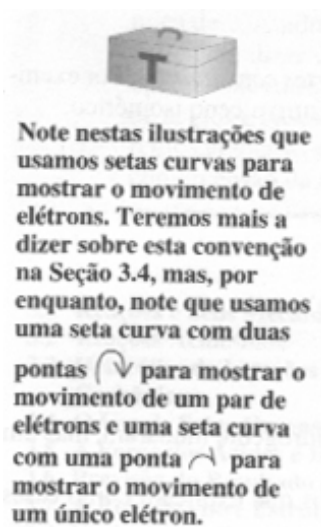 T
Note nestas ilustrações que
usamos setas curvas para
mostrar o movimento de
elétrons. Teremos mais a
dizer sobre esta convenção
na Seção 3.4, mas, por
enquanto, note que usamos
uma seta curva com duas
pontas para mostrar o
movimento de um par de
elétrons e uma seta curva
com uma ponta para
mostrar o movimento de
um único elétron.